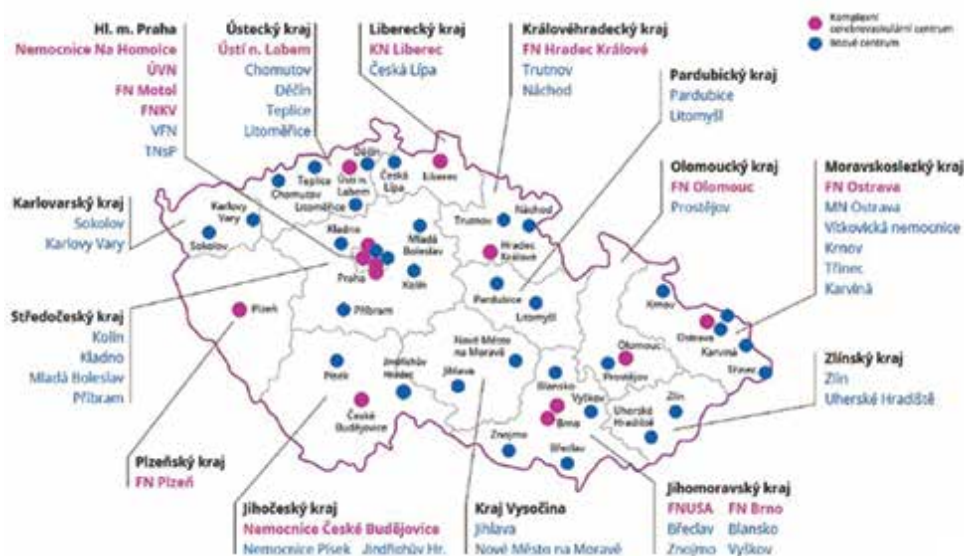 Komplexní
cerebrovaskulární centrum
Iktové centrum
Hl. m. Praha
Nemocnice Na Homolce
ÚVN
FN Motol
FNKV
VFN
TNsP
Ústecký kraj
Ústí n. Labem
Chomutov
Děčín
Teplice
Litoměřice
Liberecký kraj
KN Liberec
Česká Lípa
Královéhradecký kraj
FN Hradec Králové
Trutnov
Náchod
Pardubický kraj
Pardubice
Litomyšl
Olomoucký kraj
FN Olomouc
Prostějov
Moravskoslezký kraj
FN Ostrava
MN Ostrava
Vítkovická nemocnice
Krnov
Třinec
Karviná
Karlovarský kraj
Sokolov
Karlovy Vary
Středočeský kraj
Kolín
Kladno
Mladá Boleslav
Příbram
Zlínský kraj
Zlín
Uherské Hradiště
Plzeňský kraj
FN Plzeň
Jihočeský kraj
Nemocnice České Budějovice
Nemocnice Písek Jindřichův Hr.
Kraj Vysočina
Jihlava
Nové Město na Moravě
Jihomoravský kraj
FNUSA FN Brno
Břeclav Blansko
Znojmo Vyškov
Děčín
Teplice
Ústí n.
Labem
Česká
Lípa
Liberec
Chomutov
Litoměřice
Karlovy
Vary
Sokolov
Kladno
Mladá
Boleslav
Praha
Kolín
Trutnov
Náchod
Hradec
Králové
Plzeň
Příbram
Pardubice
Litomyšl
Krnov
Ostrava
Karviná
Třinec
Nové Město
na Moravě
Olomouc
Prostějov
Písek
Jindřichův
Hradec
Jihlava
Blansko
Vyškov
Zlín
České
Budějovice
Brno
Uherské
Hradiště
Znojmo
Břeclav